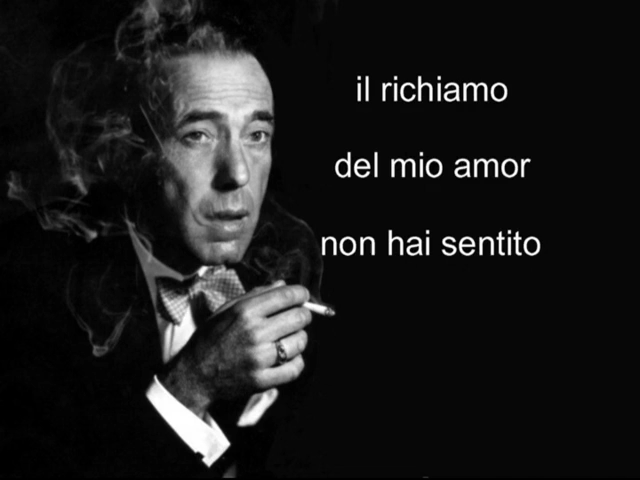 il richiamo
del mio amor
non hai sentito